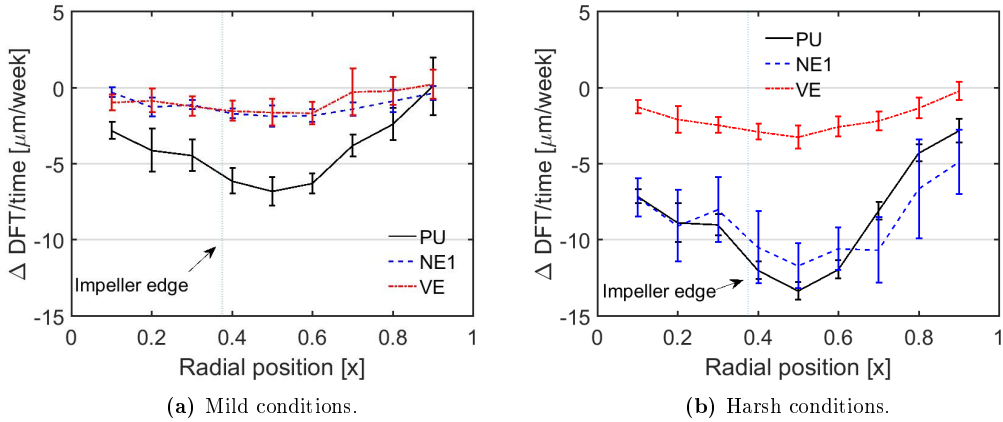 5
0
-5
-10
-15
Δ DFT/time [μm/week]
Impeller edge
PU
NE1
VE
0 0.2 0.4 0.6 0.8 1
Radial position [x]
(a) Mild conditions.
5
0
-5
-10
-15
Δ DFT/time [μm/week]
PU
NE1
VE
Impeller edge
0 0.2 0.4 0.6 0.8 1
Radial position [x]
(b) Harsh conditions.